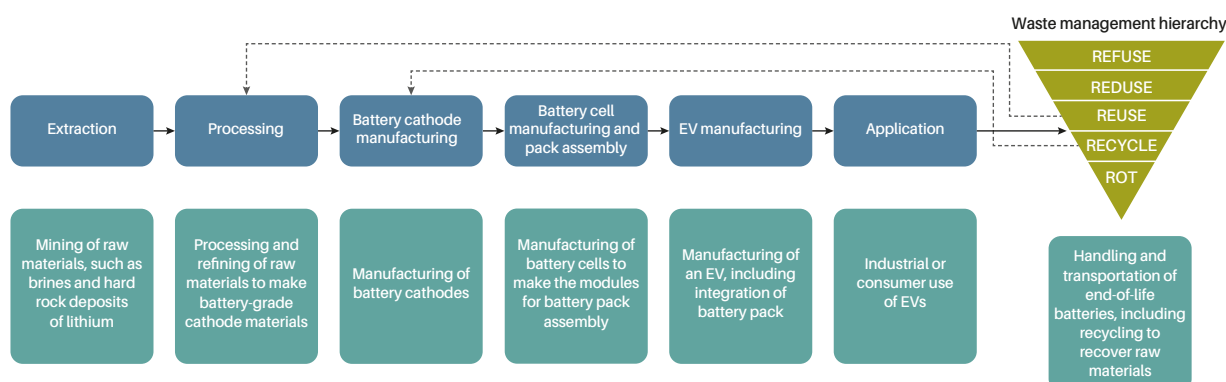 Waste management hierarchy
REFUSE
REDUSE
REUSE
RECYCLE
ROT
Extraction
Processing
Battery cathode
manufacturing
Battery cell
manufacturing and
pack assembly
EV manufacturing
Application
Mining of raw
materials, such as
brines and hard
rock deposits
of lithium
Processing and
refining of raw
materials to make
battery-grade
cathode materials
Manufacturing of
battery cathodes
Manufacturing of
battery cells to
make the modules
for battery pack
assembly
Manufacturing of
an EV, including
integration of
battery pack
Industrial or
consumer use
of EVs
Handling and
transportation of
end-of-life
batteries, including
recycling to
recover raw
materials